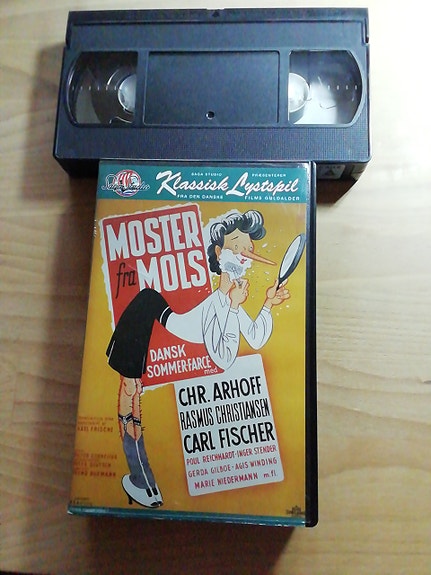 SAGA STUDIO PRÆSENTERER
Klassisk Lystspil
FRA DEN DANSKE FILMS GULDALDER
MOSTER
fra MOLS
DANSK
SOMMER-FARCE
med
CHR. ARHOFF
RASMUS CHRISTIANSEN
CARL FISCHER
POUL REICHHARDT-INGER STENDER
GERDA GILBOE-AGIS WINDING
MARIE NIEDERMANN m.fl.